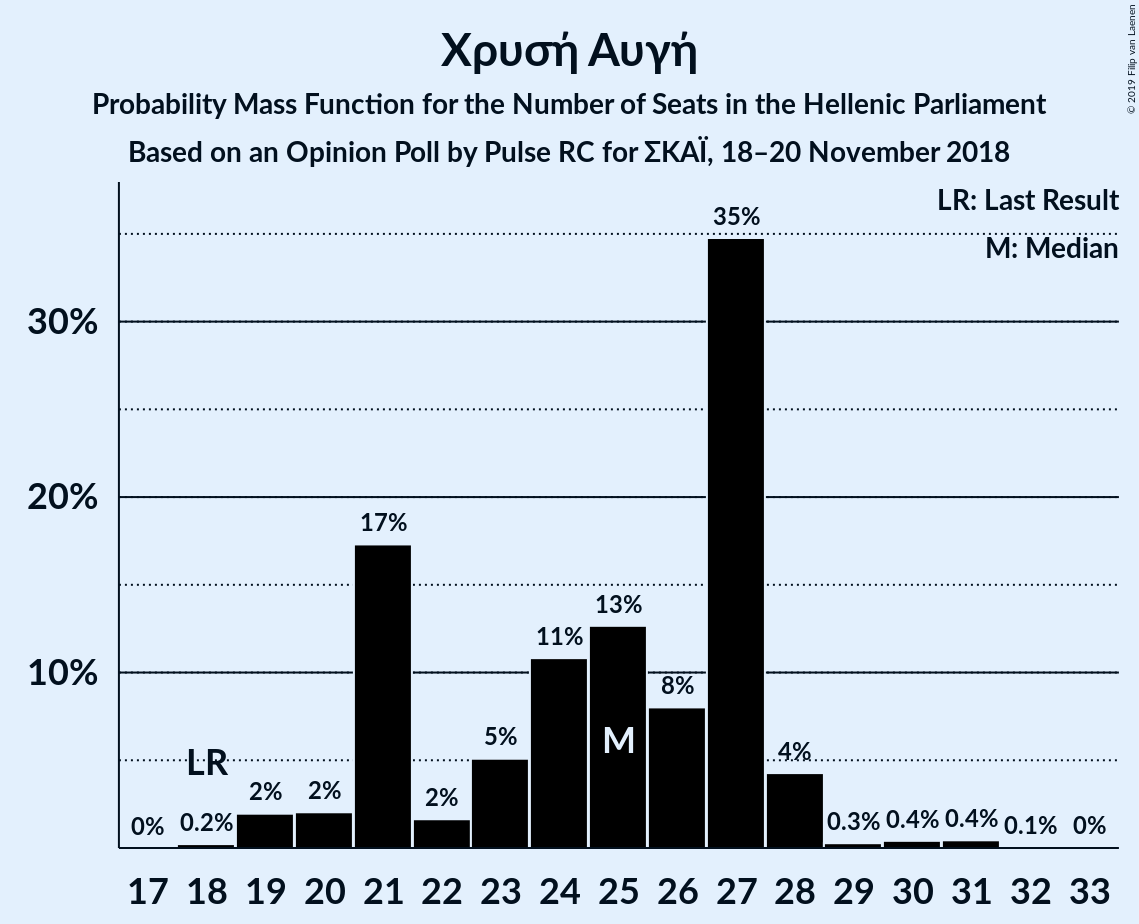 Χρυσή Αυγή
Probability Mass Function for the Number of Seats in the Hellenic Parliament
Based on an Opinion Poll by Pulse RC for ΣΚΑΪ, 18–20 November 2018
© 2019 Filip van Laenen
LR: Last Result
M: Median
35%
30%
20%
17%
13%
11%
10%
8%
M
5%
LR
4%
2%
2%
2%
0%
0.2%
0.3%
0.4%
0.4%
0.1%
0%
17 18 19 20 21 22 23 24 25 26 27 28 29 30 31 32 33